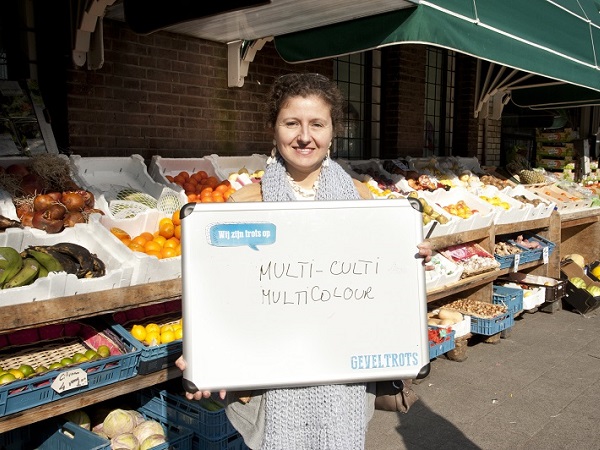 Wij zijn trots op
MULTI-CULTI
MULTICOLOUR
GEVELTROTS